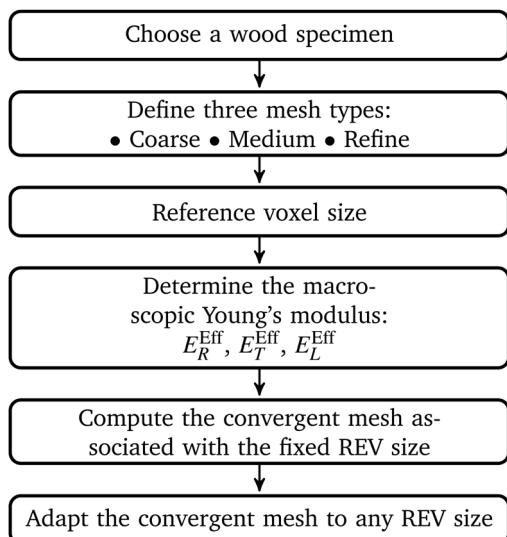 Choose a wood specimen
Define three mesh types:
• Coarse • Medium • Refine
Reference voxel size
Determine the macro-
scopic Young's modulus:
E_R^Eff, E_T^Eff, E_L^Eff
Compute the convergent mesh as-
sociated with the fixed REV size
Adapt the convergent mesh to any REV size